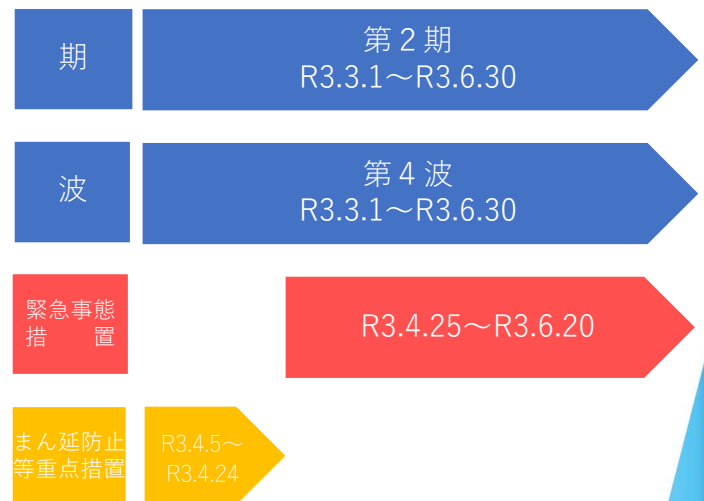 期
第２期
R3.3.1～R3.6.30
波
第４波
R3.3.1～R3.6.30
緊急事態
措　　置
R3.4.25～R3.6.20
まん延防止
等重点措置
R3.4.5～
R3.4.24